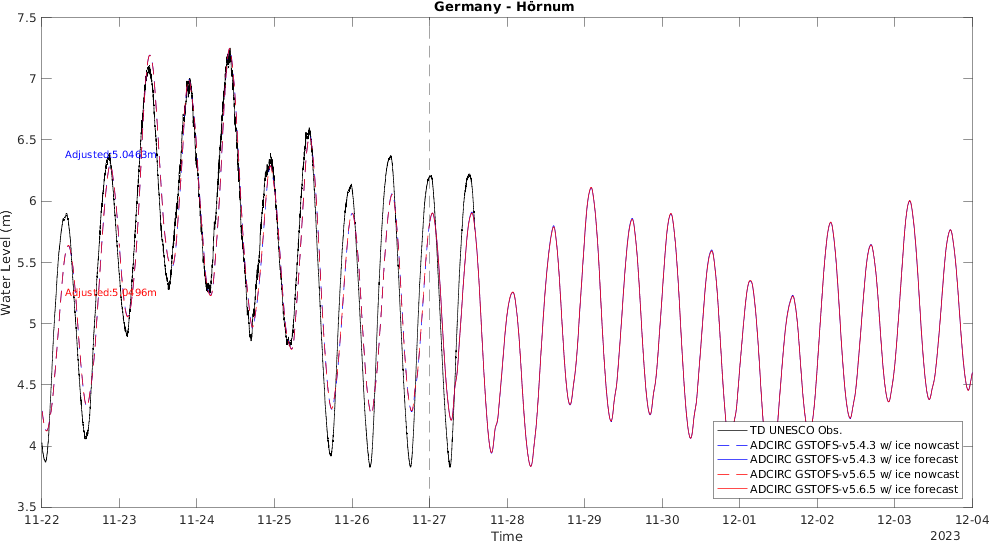 Germany - Hörnum
7.5
7
6.5
6
5.5
5
4.5
4
3.5
Water Level (m)
Adjusted:5.0463m
Adjusted:5.0496m
TD UNESCO Obs.
ADCIRC GSTOFS-v5.4.3 w/ ice nowcast
ADCIRC GSTOFS-v5.4.3 w/ ice forecast
ADCIRC GSTOFS-v5.6.5 w/ ice nowcast
ADCIRC GSTOFS-v5.6.5 w/ ice forecast
11-22 11-23 11-24 11-25 11-26 11-27 11-28 11-29 11-30 12-01 12-02 12-03 12-04
Time
2023